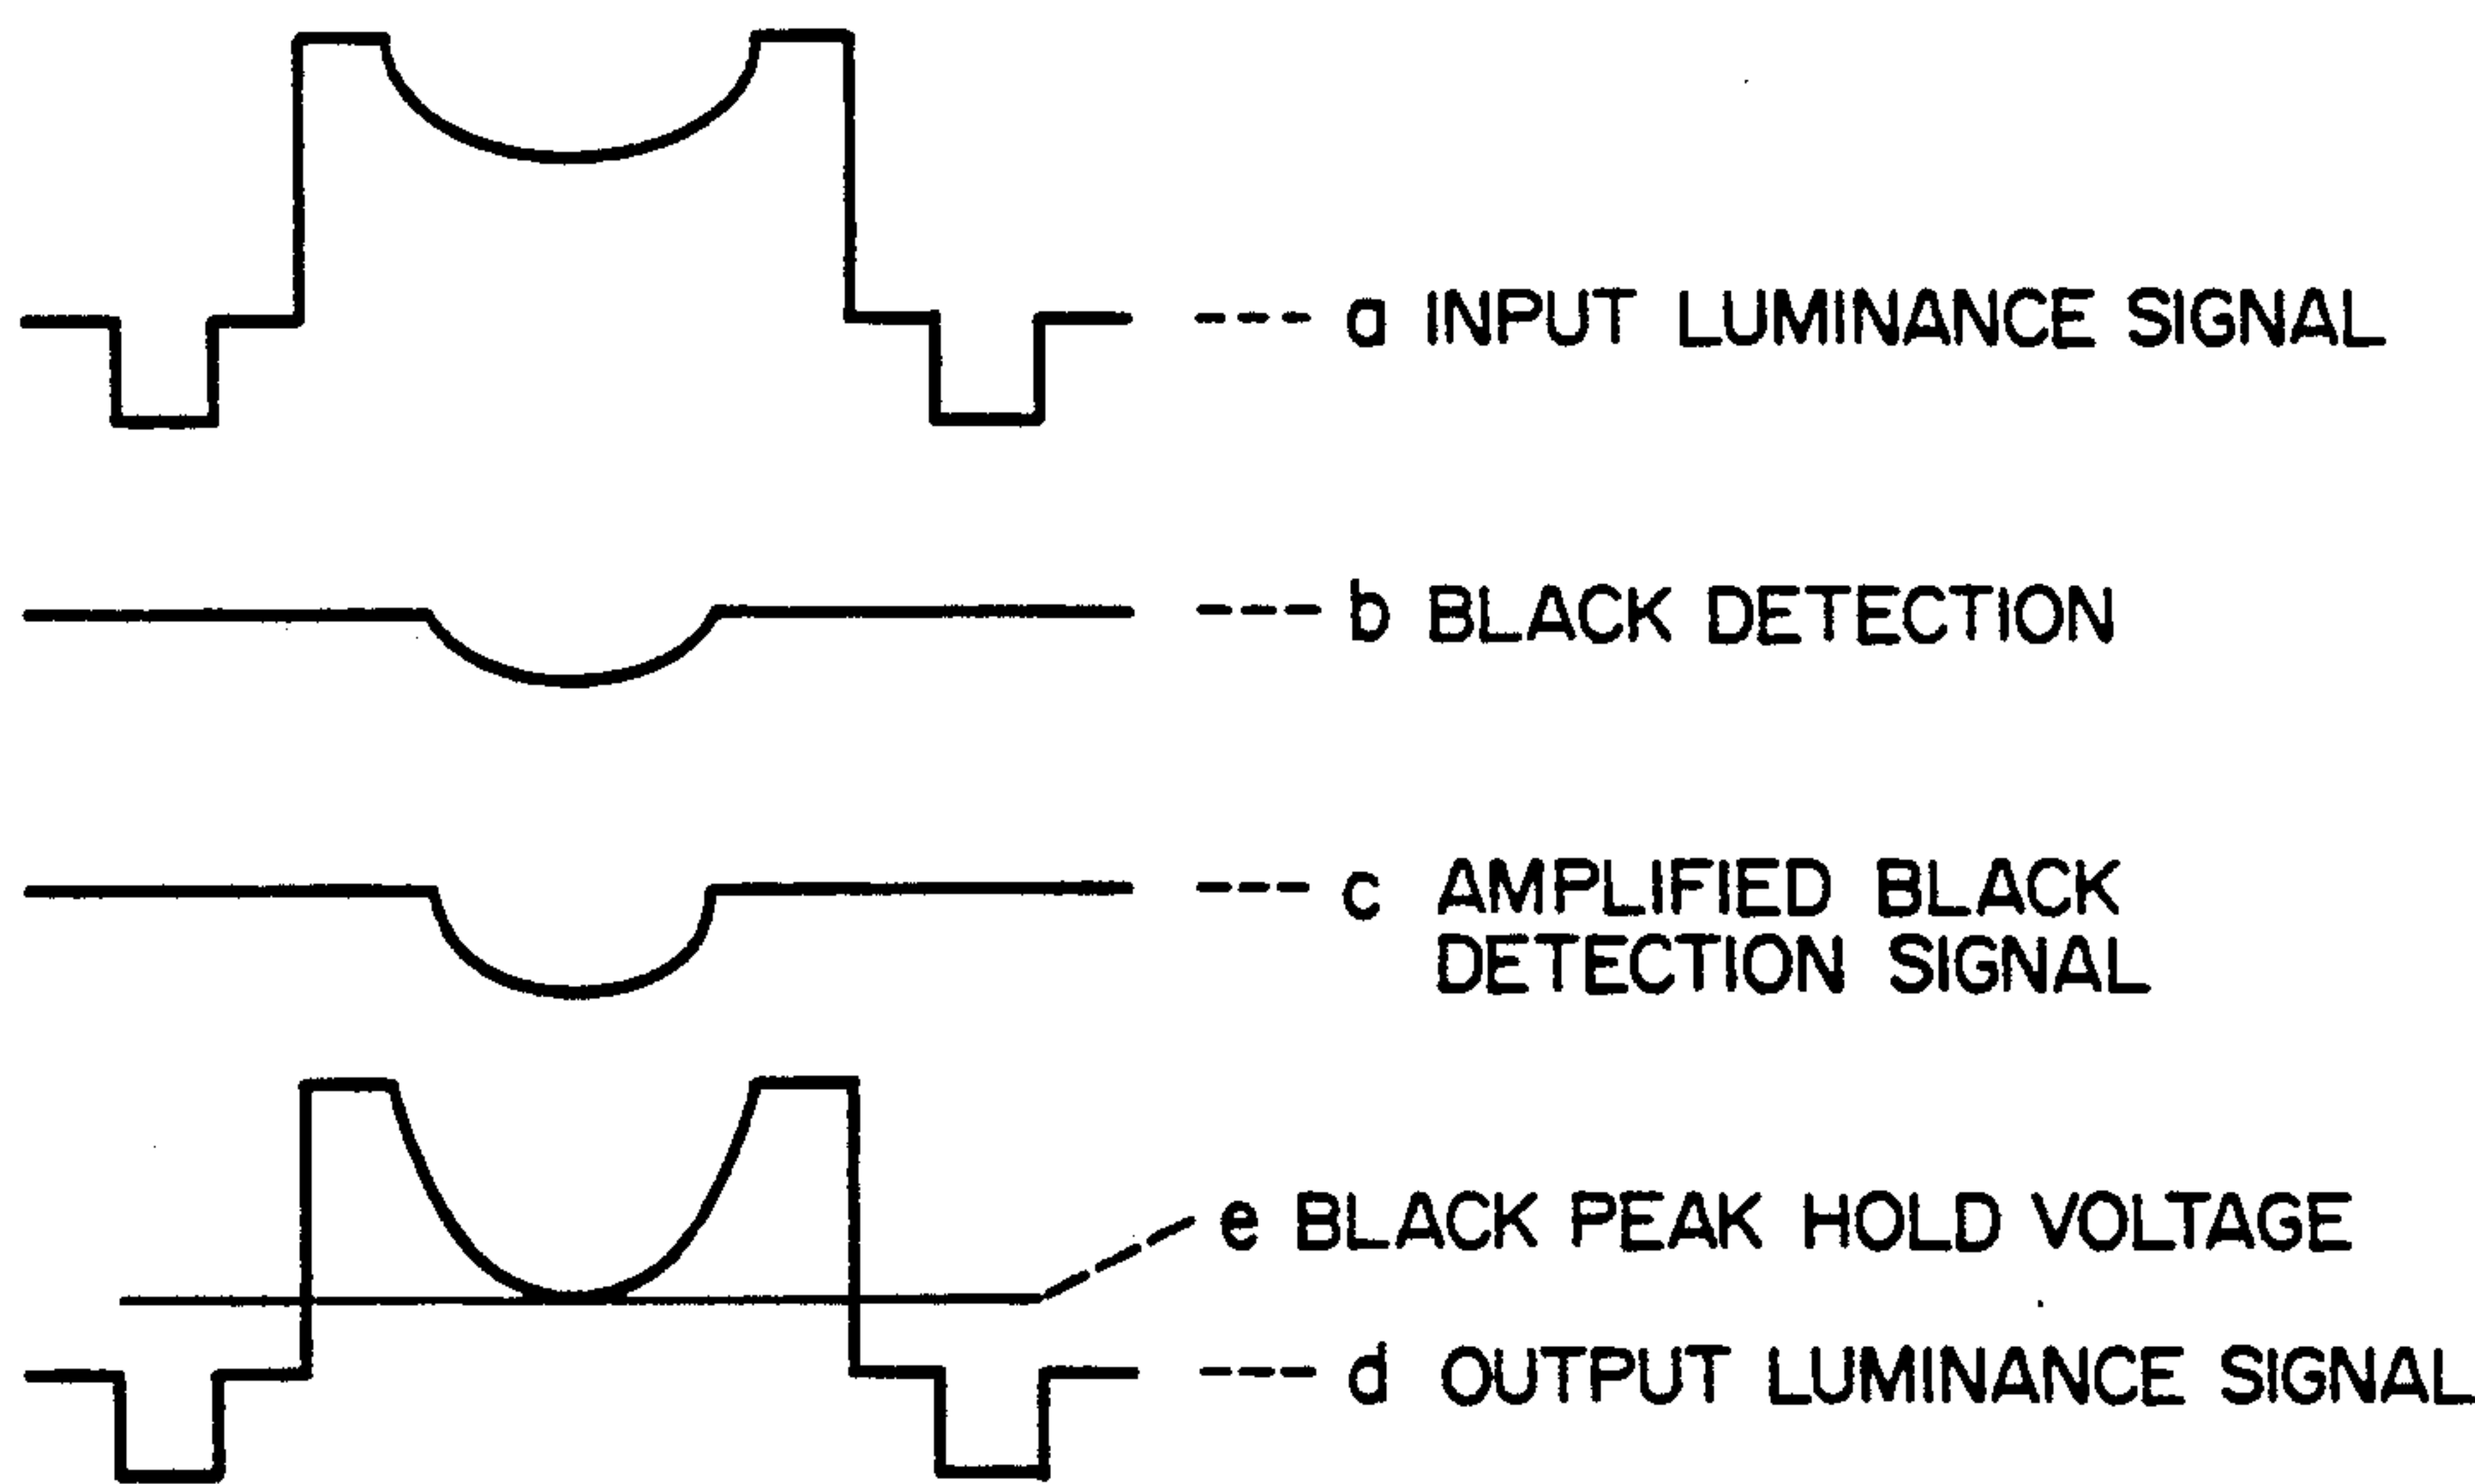 a INPUT LUMINANCE SIGNAL
b BLACK DETECTION
c AMPLIFIED BLACK
DETECTION SIGNAL
e BLACK PEAK HOLD VOLTAGE
d OUTPUT LUMINANCE SIGNAL